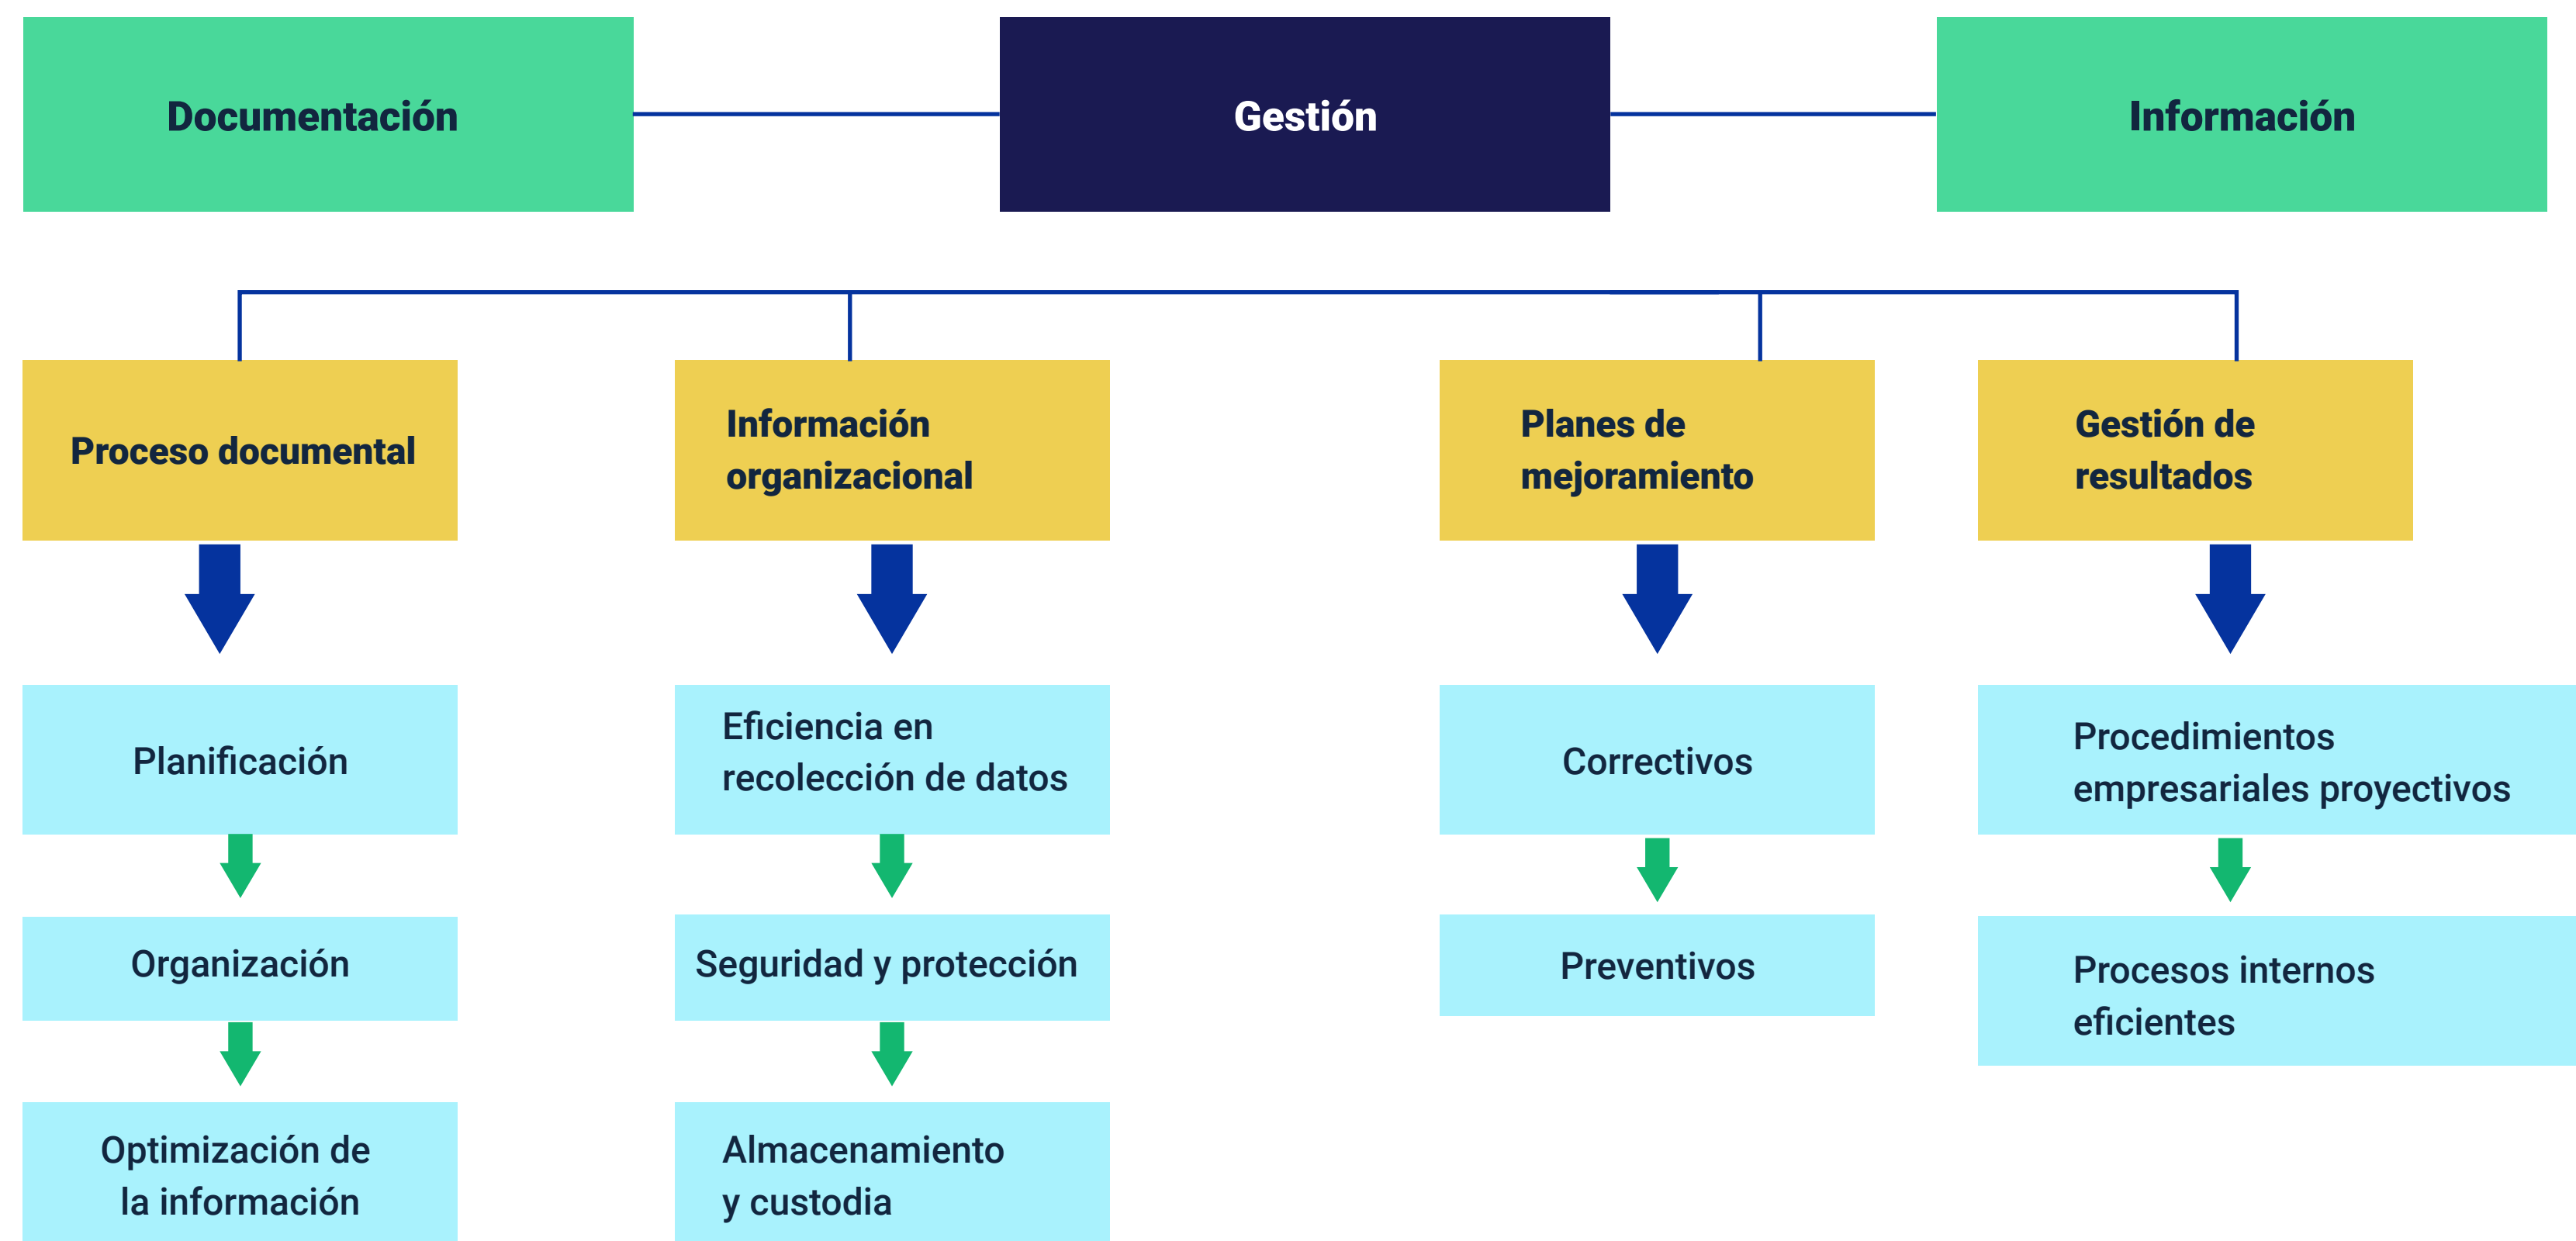 Documentación
Gestión
Información
Proceso documental
Información
organizacional
Planes de
mejoramiento
Gestión de
resultados
Planificación
Eficiencia en
recolección de datos
Correctivos
Procedimientos
empresariales proyectivos
Organización
Seguridad y protección
Preventivos
Procesos internos
eficientes
Optimización de
la información
Almacenamiento
y custodia